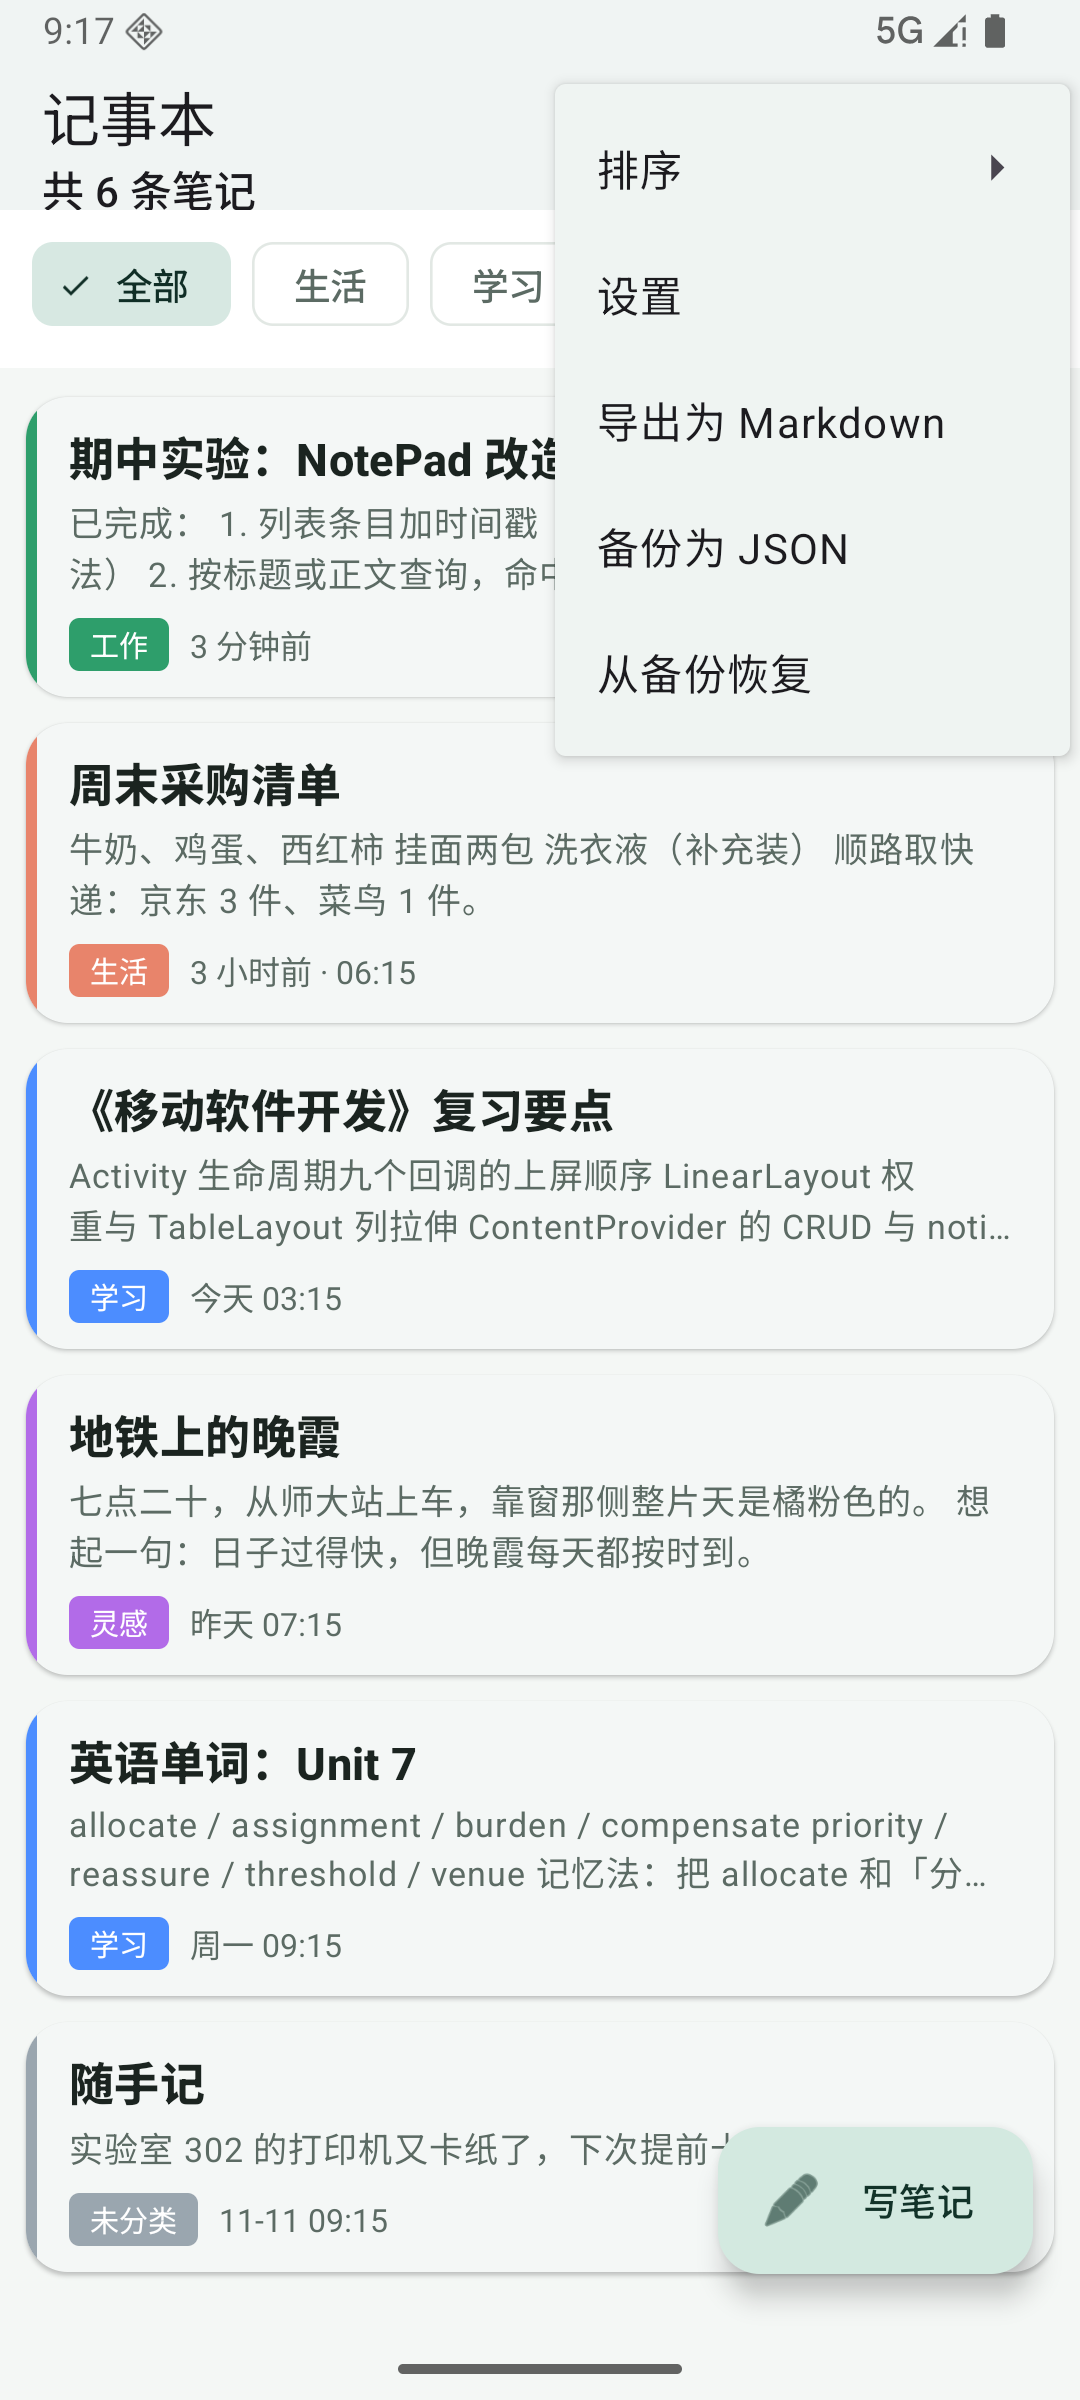 9:17
5G
记事本
共 6 条笔记
排序
设置
导出为 Markdown
备份为 JSON
从备份恢复
全部
生活
学习
期中实验：NotePad 改造
已完成： 1. 列表条目加时间戳
法） 2. 按标题或正文查询，命中
工作
3 分钟前
周末采购清单
牛奶、鸡蛋、西红柿 挂面两包 洗衣液（补充装） 顺路取快
递：京东 3 件、菜鸟 1 件。
生活
3 小时前 · 06:15
《移动软件开发》复习要点
Activity 生命周期九个回调的上屏顺序 LinearLayout 权
重与 TableLayout 列拉伸 ContentProvider 的 CRUD 与 noti…
学习
今天 03:15
地铁上的晚霞
七点二十，从师大站上车，靠窗那侧整片天是橘粉色的。 想
起一句：日子过得快，但晚霞每天都按时到。
灵感
昨天 07:15
英语单词：Unit 7
allocate / assignment / burden / compensate priority /
reassure / threshold / venue 记忆法：把 allocate 和「分…
学习
周一 09:15
随手记
实验室 302 的打印机又卡纸了，下次提前
未分类
11-11 09:15
写笔记